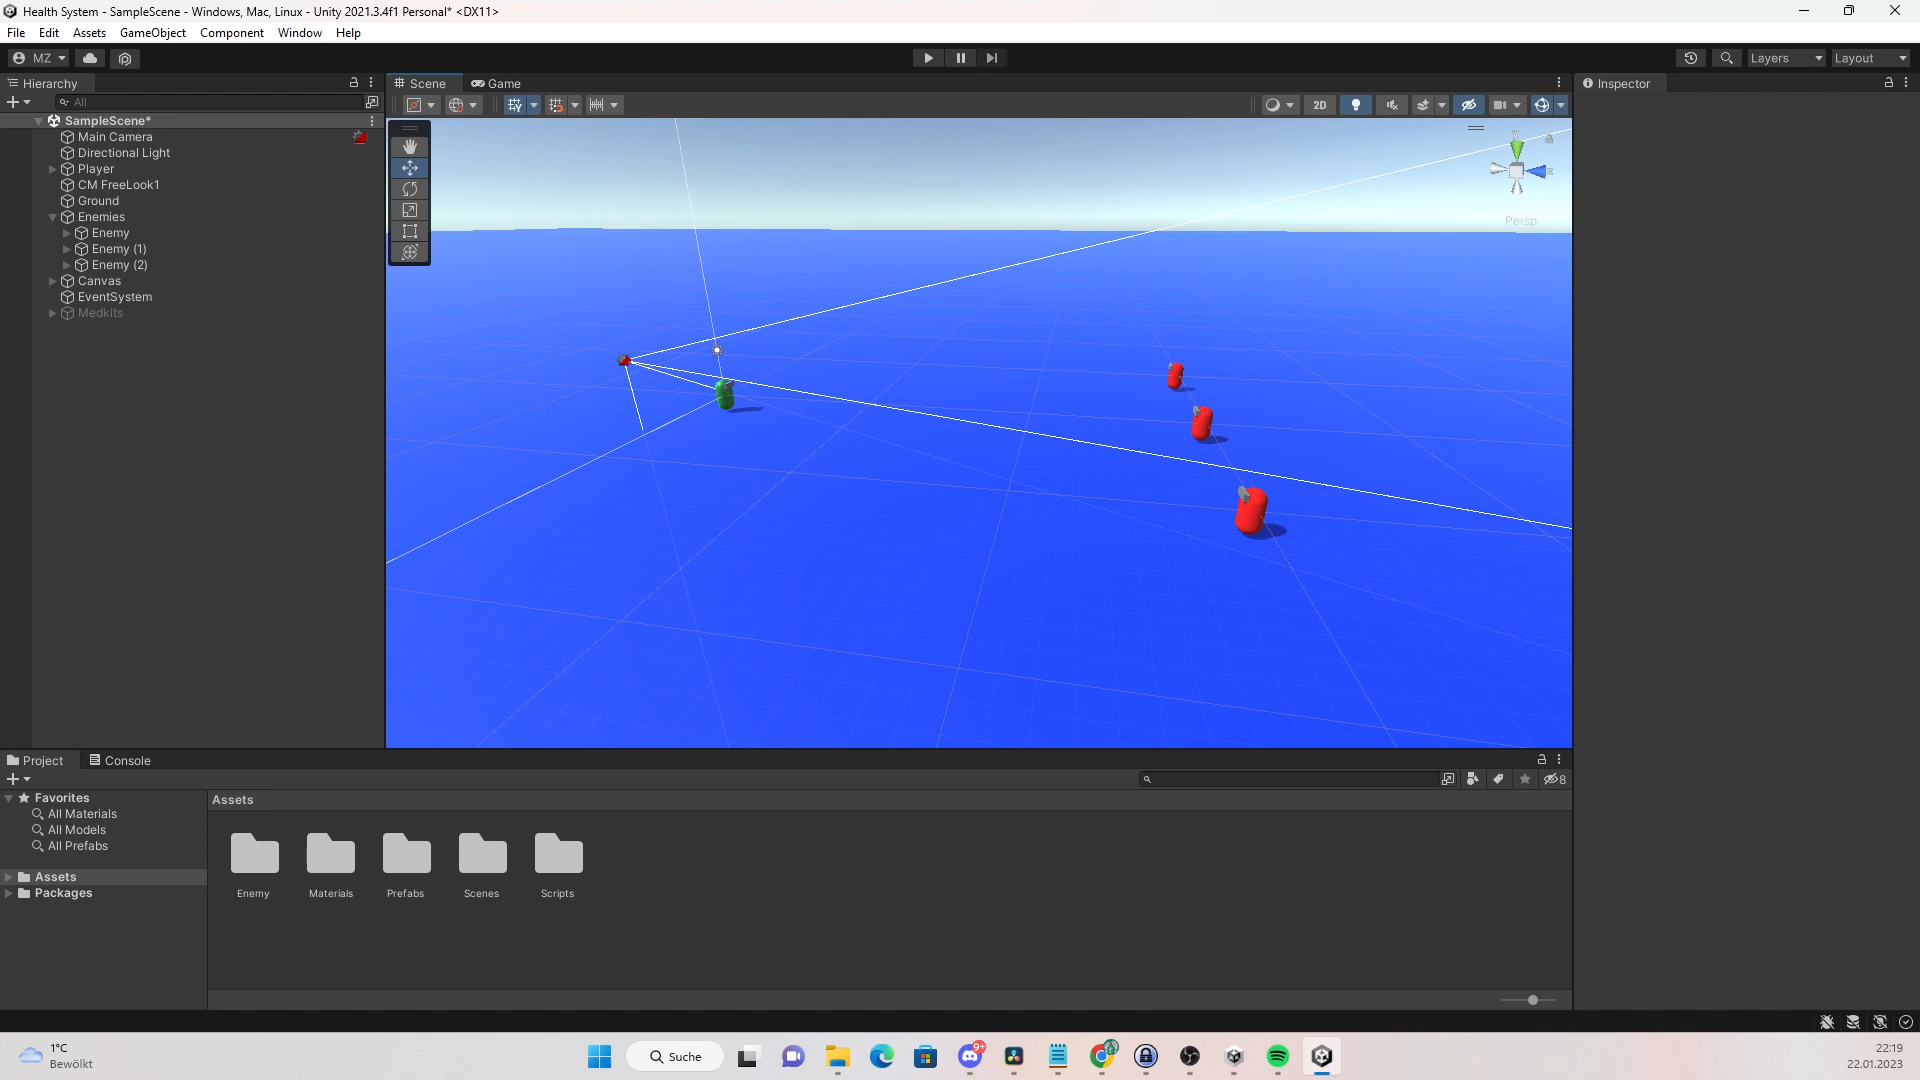 Health System - SampleScene - Windows, Mac, Linux - Unity 2021.3.4f1 Personal* <DX11>
File Edit Assets GameObject Component Window Help
MZ
Layers
Layout
Hierarchy
Scene
Game
Inspector
All
2D
SampleScene*
Main Camera
Directional Light
Player
CM FreeLook1
Ground
Enemies
Enemy
Enemy (1)
Enemy (2)
Canvas
EventSystem
Medkits
y
Persp
Project
Console
8
Favorites
All Materials
All Models
All Prefabs
Assets
Packages
Assets
Enemy
Materials
Prefabs
Scenes
Scripts
1°C
Bewölkt
Suche
9+
22:19
22.01.2023